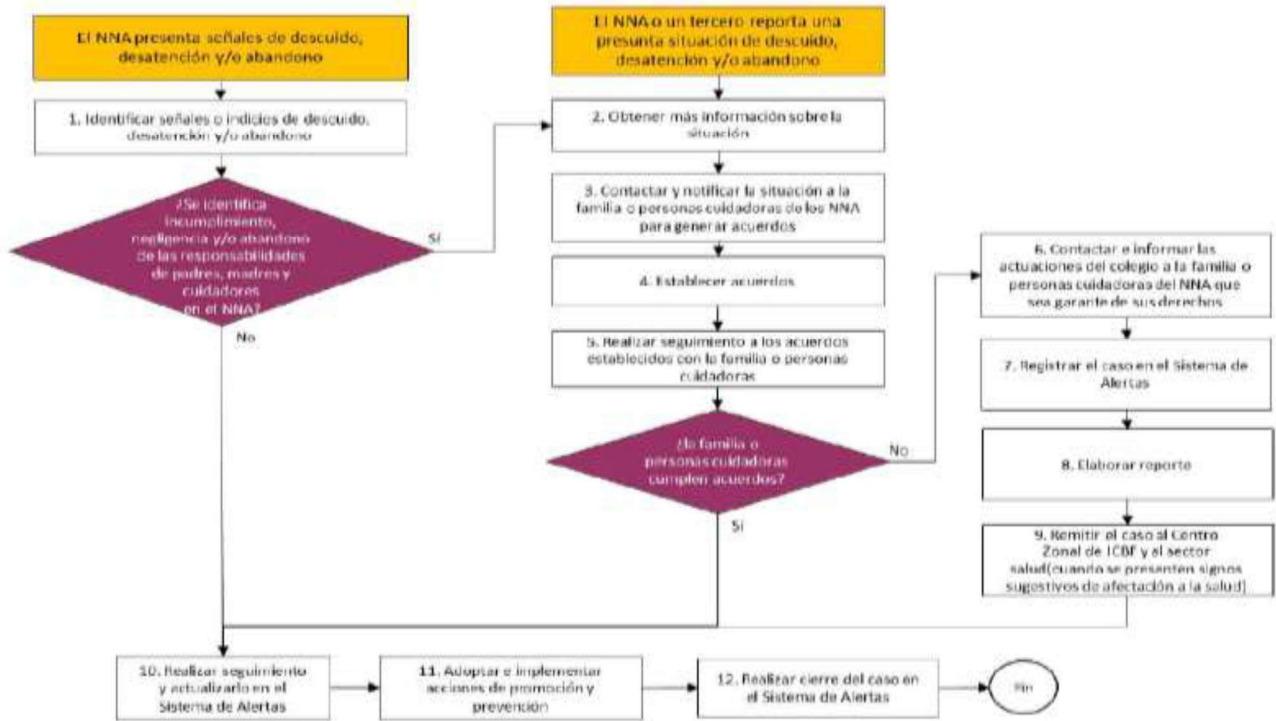 El NNA presenta señales de descuido,
desatención y/o abandono
El NNA o un tercero reporta una
presunta situación de descuido,
desatención y/o abandono
1. Identificar señales o indicios de descuido,
desatención y/o abandono
2. Obtener más información sobre la
situación
¿Se identifica
incumplimiento,
negligencia y/o abandono
de las responsabilidades
de padres, madres y
cuidadores
en el NNA?
Sí
No
3. Contactar y notificar la situación a la
familia o personas cuidadoras de los NNA
para generar acuerdos
4. Establecer acuerdos
5. Realizar seguimiento a los acuerdos
establecidos con la familia o personas
cuidadoras
¿la familia o
personas cuidadoras
cumplen acuerdos?
No
Sí
6. Contactar e informar las
actuaciones del colegio a la familia o
personas cuidadoras del NNA que
sea garante de sus derechos
7. Registrar el caso en el Sistema de
Alertas
8. Elaborar reporte
9. Remitir el caso al Centro
Zonal de ICBF y al sector
salud(cuando se presenten signos
sugestivos de afectación a la salud)
10. Realizar seguimiento
y actualizarlo en el
Sistema de Alertas
11. Adoptar e implementar
acciones de promoción y
prevención
12. Realizar cierre del caso en
el Sistema de Alertas
Fin